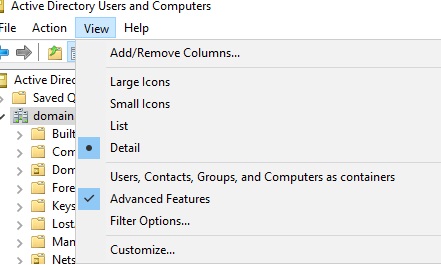 Active Directory Users and Computers
File Action View Help
Add/Remove Columns...
Active Direc
Large Icons
Saved Q
Small Icons
domain
List
Built
Com
Detail
Dom
Fore
Users, Contacts, Groups, and Computers as containers
Keys
Advanced Features
Lost
Filter Options...
Man
Customize...
Nets